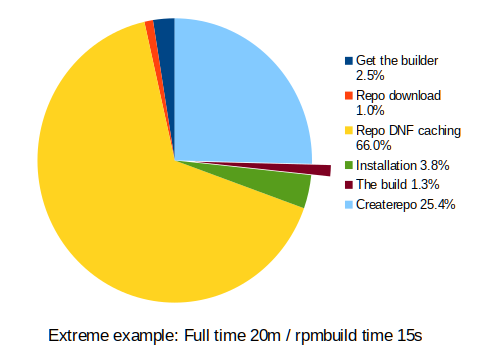 Get the builder
2.5%
Repo download
1.0%
Repo DNF caching
66.0%
Installation 3.8%
The build 1.3%
Createrepo 25.4%
Extreme example: Full time 20m / rpmbuild time 15s